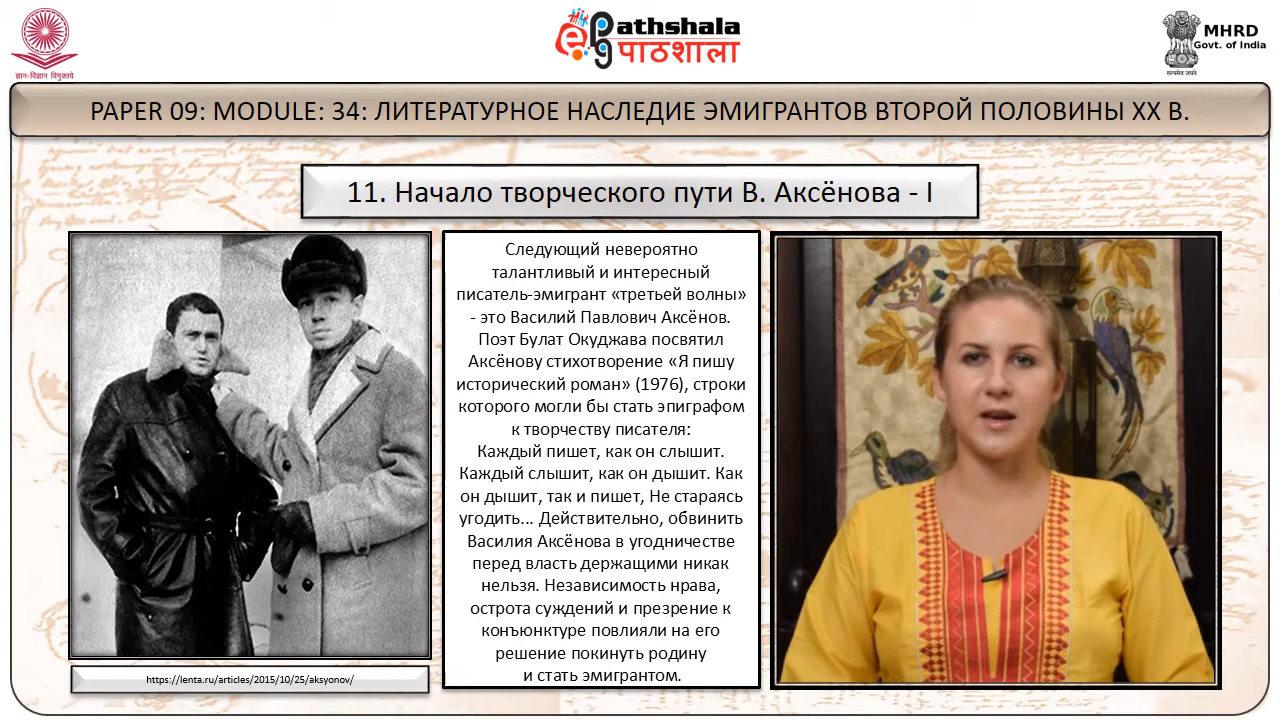 ज्ञान-विज्ञान विमुक्तये
ePathshala
पाठशाला
MHRD
Govt. of India
सत्यमेव जयते
PAPER 09: MODULE: 34: ЛИТЕРАТУРНОЕ НАСЛЕДИЕ ЭМИГРАНТОВ ВТОРОЙ ПОЛОВИНЫ XX В.
11. Начало творческого пути В. Аксёнова - I
Следующий невероятно
талантливый и интересный
писатель-эмигрант «третьей волны»
- это Василий Павлович Аксёнов.
Поэт Булат Окуджава посвятил
Аксёнову стихотворение «Я пишу
исторический роман» (1976), строки
которого могли бы стать эпиграфом
к творчеству писателя:
Каждый пишет, как он слышит.
Каждый слышит, как он дышит. Как
он дышит, так и пишет, Не стараясь
угодить... Действительно, обвинить
Василия Аксёнова в угодничестве
перед власть держащими никак
нельзя. Независимость нрава,
острота суждений и презрение к
конъюнктуре повлияли на его
решение покинуть родину
и стать эмигрантом.
https://lenta.ru/articles/2015/10/25/aksyonov/